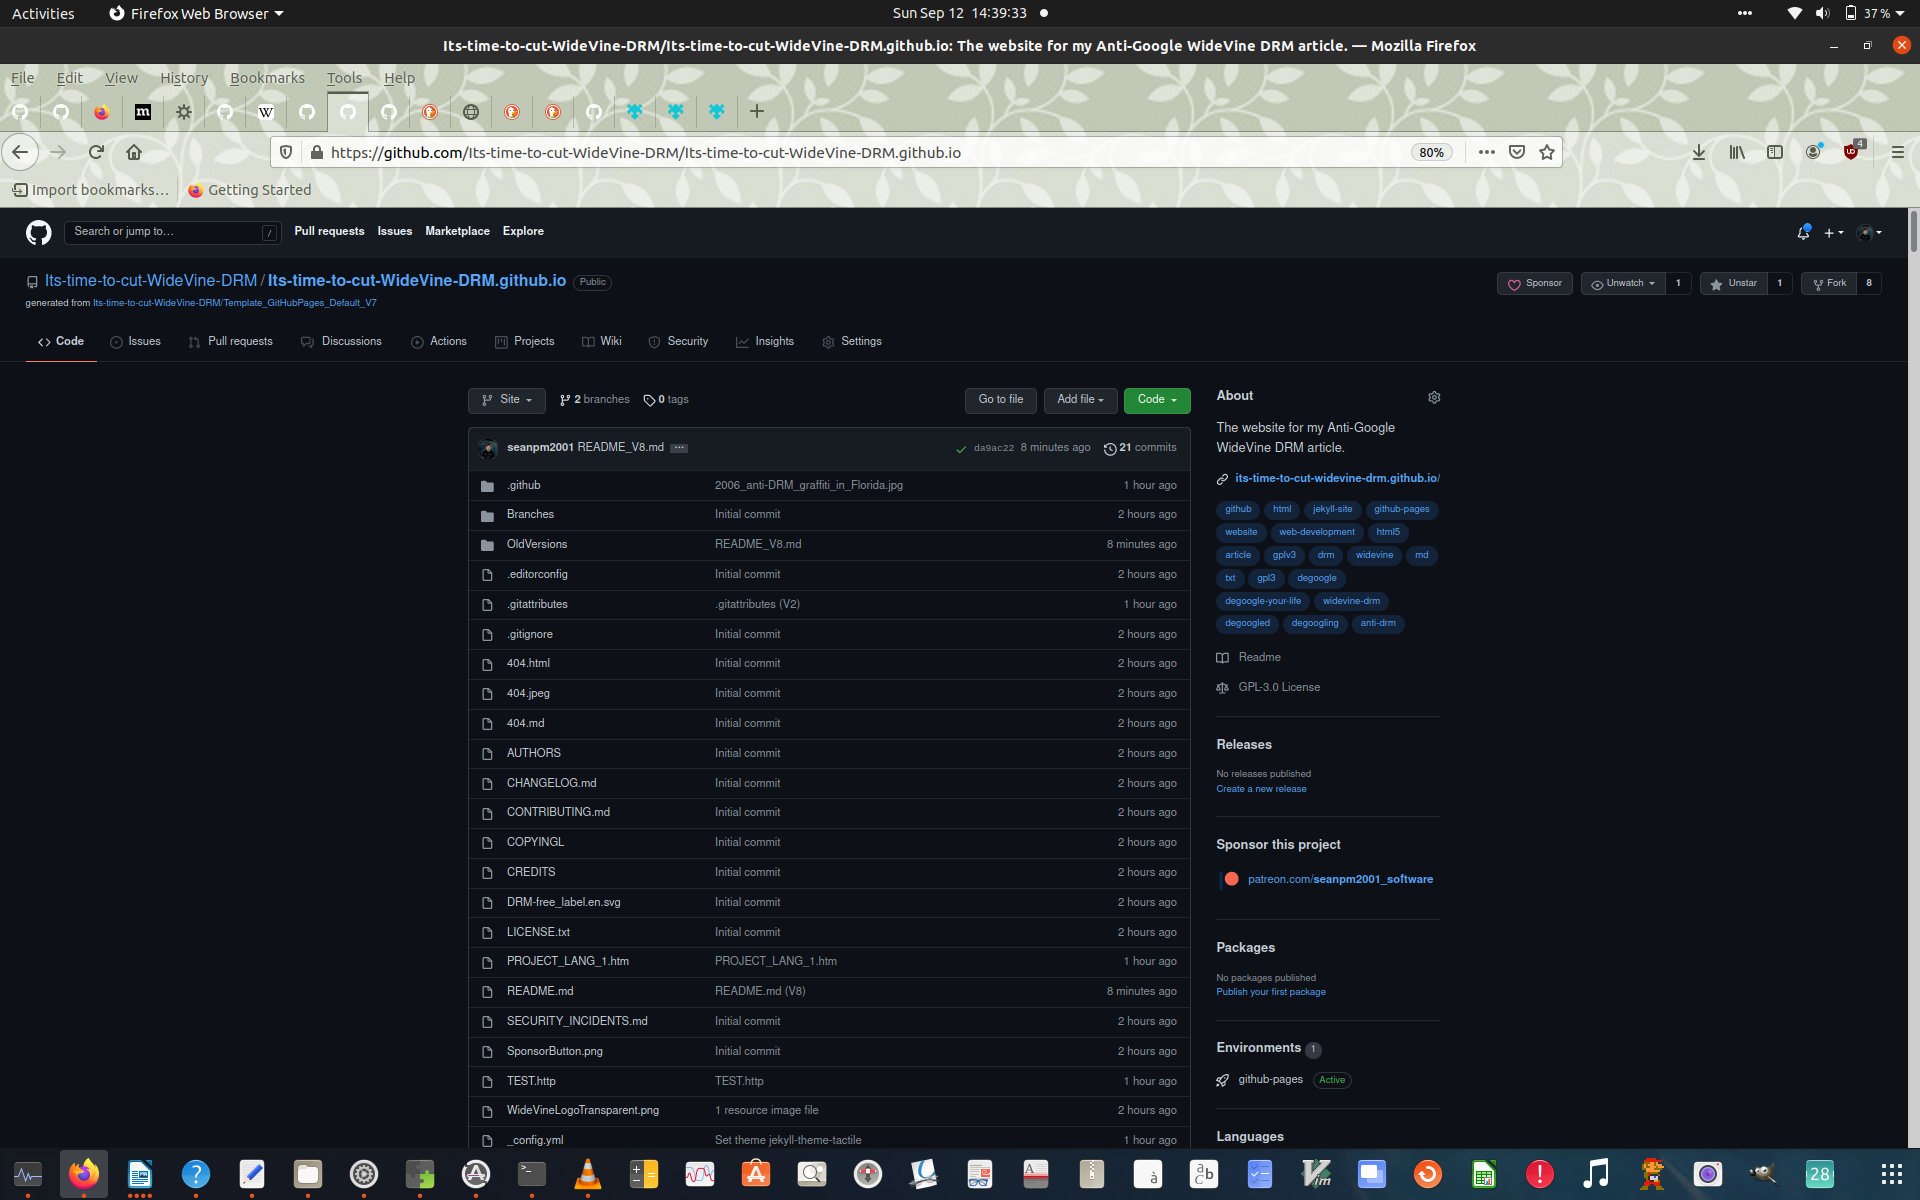 Activities Firefox Web Browser Sun Sep 12 14:39:33 37 %
Its-time-to-cut-WideVine-DRM/Its-time-to-cut-WideVine-DRM.github.io: The website for my Anti-Google WideVine DRM article. — Mozilla Firefox
File Edit View History Bookmarks Tools Help
https://github.com/Its-time-to-cut-WideVine-DRM/Its-time-to-cut-WideVine-DRM.github.io 80% 4
Import bookmarks… Getting Started
Search or jump to… / Pull requests Issues Marketplace Explore
Its-time-to-cut-WideVine-DRM / Its-time-to-cut-WideVine-DRM.github.io Public
Sponsor Unwatch 1 Unstar 1 Fork 8
generated from Its-time-to-cut-WideVine-DRM/Template_GitHubPages_Default_V7
Code Issues Pull requests Discussions Actions Projects Wiki Security Insights Settings
Site 2 branches 0 tags Go to file Add file Code
seanpm2001 README_V8.md da9ac22 8 minutes ago 21 commits
.github 2006_anti-DRM_graffiti_in_Florida.jpg 1 hour ago
Branches Initial commit 2 hours ago
OldVersions README_V8.md 8 minutes ago
.editorconfig Initial commit 2 hours ago
.gitattributes .gitattributes (V2) 1 hour ago
.gitignore Initial commit 2 hours ago
404.html Initial commit 2 hours ago
404.jpeg Initial commit 2 hours ago
404.md Initial commit 2 hours ago
AUTHORS Initial commit 2 hours ago
CHANGELOG.md Initial commit 2 hours ago
CONTRIBUTING.md Initial commit 2 hours ago
COPYINGL Initial commit 2 hours ago
CREDITS Initial commit 2 hours ago
DRM-free_label.en.svg Initial commit 2 hours ago
LICENSE.txt Initial commit 2 hours ago
PROJECT_LANG_1.htm PROJECT_LANG_1.htm 1 hour ago
README.md README.md (V8) 8 minutes ago
SECURITY_INCIDENTS.md Initial commit 2 hours ago
SponsorButton.png Initial commit 2 hours ago
TEST.http TEST.http 1 hour ago
WideVineLogoTransparent.png 1 resource image file 2 hours ago
_config.yml Set theme jekyll-theme-tactile 1 hour ago
About
The website for my Anti-Google
WideVine DRM article.
its-time-to-cut-widevine-drm.github.io/
github html jekyll-site github-pages
website web-development html5
article gplv3 drm widevine md
txt gpl3 degoogle
degoogle-your-life widevine-drm
degoogled degoogling anti-drm
Readme
GPL-3.0 License
Releases
No releases published
Create a new release
Sponsor this project
patreon.com/seanpm2001_software
Packages
No packages published
Publish your first package
Environments 1
github-pages Active
Languages
28